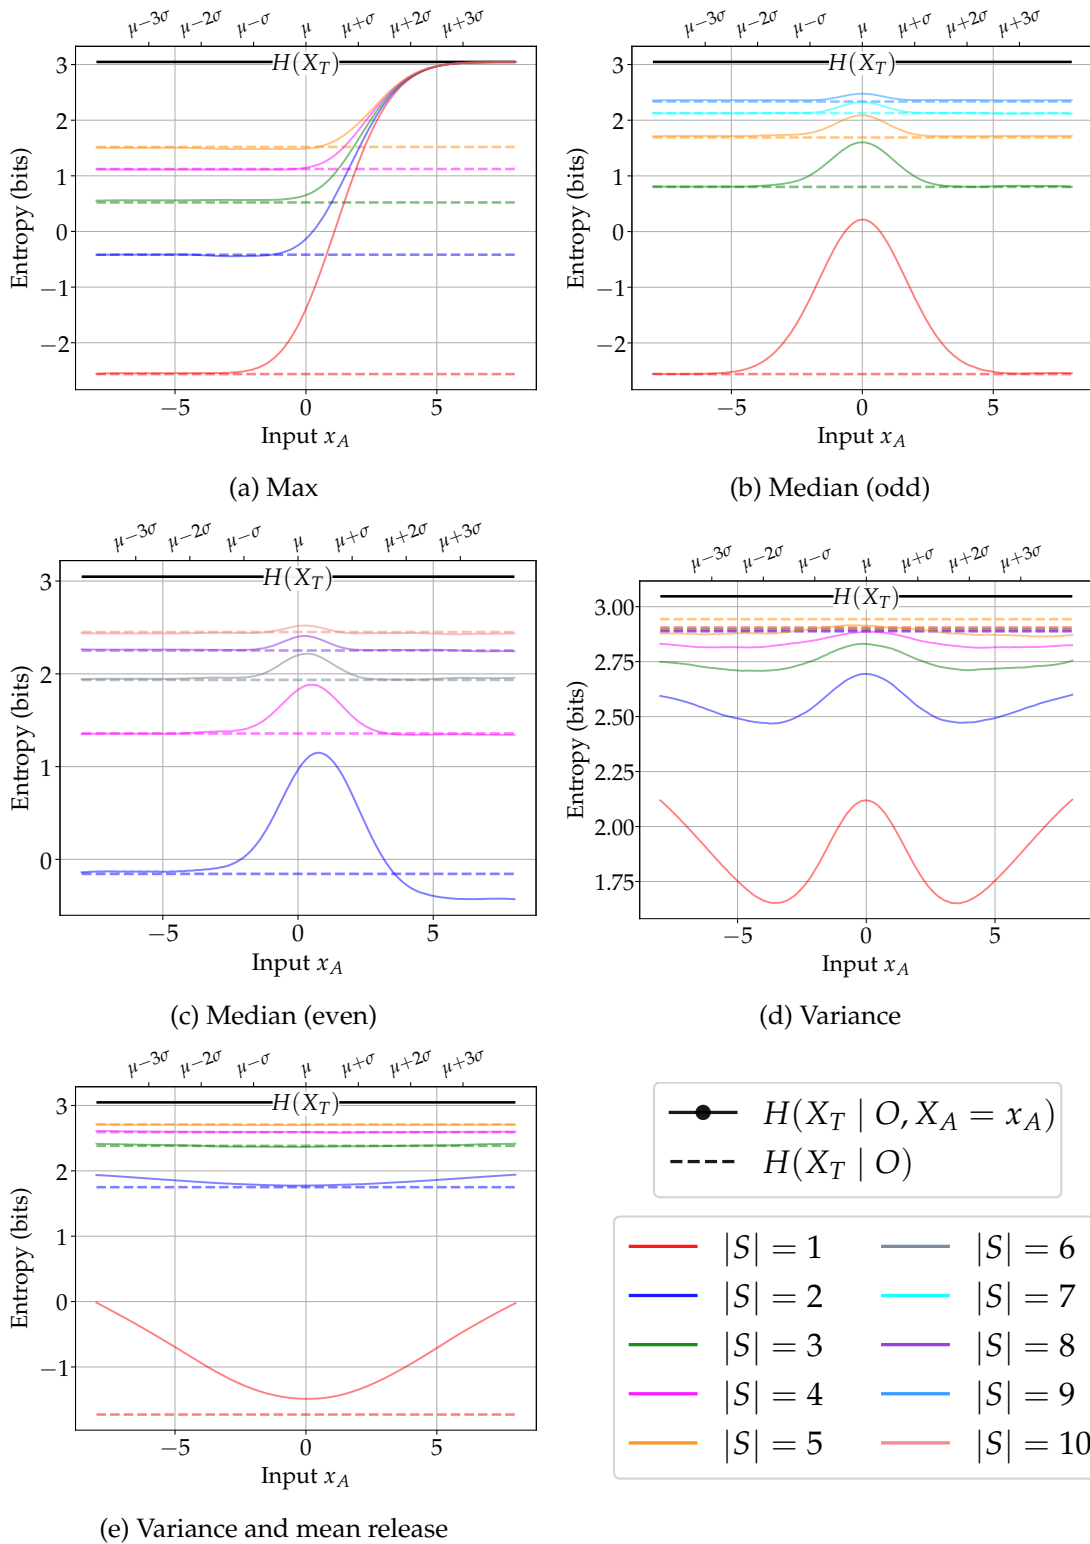 μ−3σ μ−2σ μ−σ μ μ+σ μ+2σ μ+3σ
H(X_T)
Entropy (bits)
3
2
1
0
−1
−2
−5 0 5
Input x_A
(a) Max
μ−3σ μ−2σ μ−σ μ μ+σ μ+2σ μ+3σ
H(X_T)
Entropy (bits)
3
2
1
0
−1
−2
−5 0 5
Input x_A
(b) Median (odd)
μ−3σ μ−2σ μ−σ μ μ+σ μ+2σ μ+3σ
H(X_T)
Entropy (bits)
3
2
1
0
−5 0 5
Input x_A
(c) Median (even)
μ−3σ μ−2σ μ−σ μ μ+σ μ+2σ μ+3σ
H(X_T)
Entropy (bits)
3.00
2.75
2.50
2.25
2.00
1.75
−5 0 5
Input x_A
(d) Variance
μ−3σ μ−2σ μ−σ μ μ+σ μ+2σ μ+3σ
H(X_T)
Entropy (bits)
3
2
1
0
−1
−5 0 5
Input x_A
(e) Variance and mean release
H(X_T | O, X_A = x_A)
H(X_T | O)
|S| = 1 |S| = 6
|S| = 2 |S| = 7
|S| = 3 |S| = 8
|S| = 4 |S| = 9
|S| = 5 |S| = 10